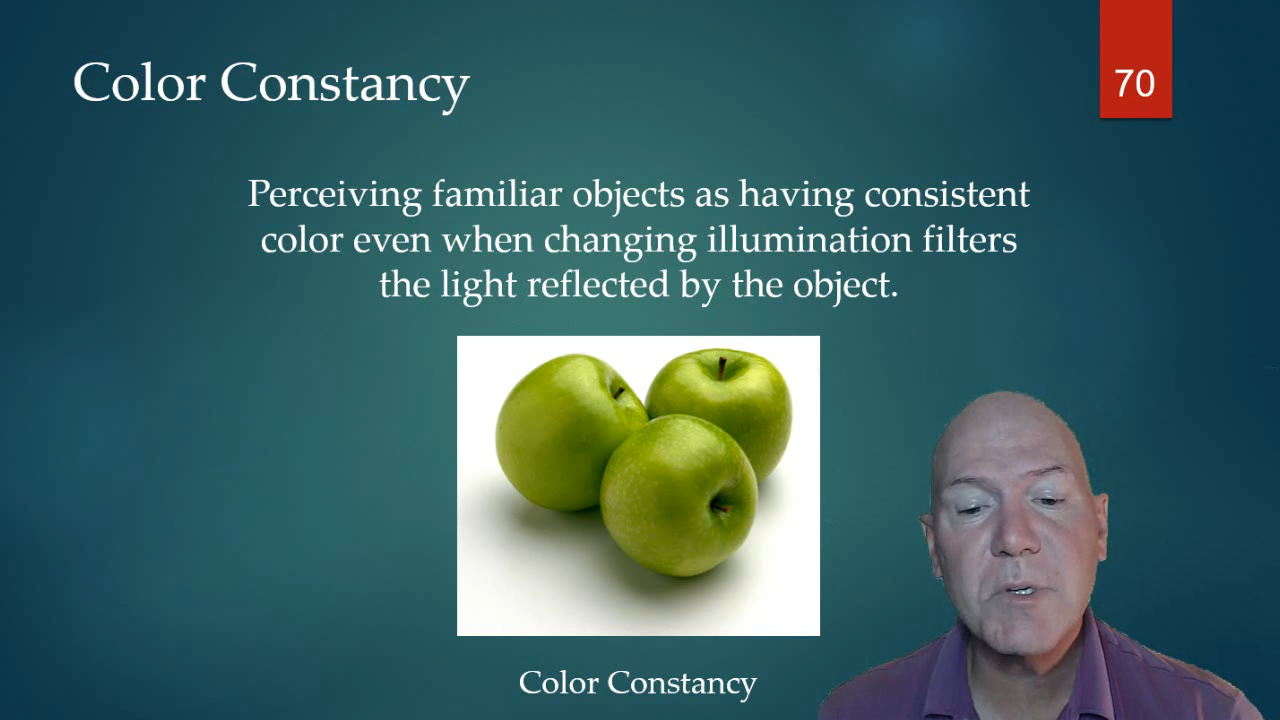 Color Constancy
70
Perceiving familiar objects as having consistent
color even when changing illumination filters
the light reflected by the object.
Color Constancy